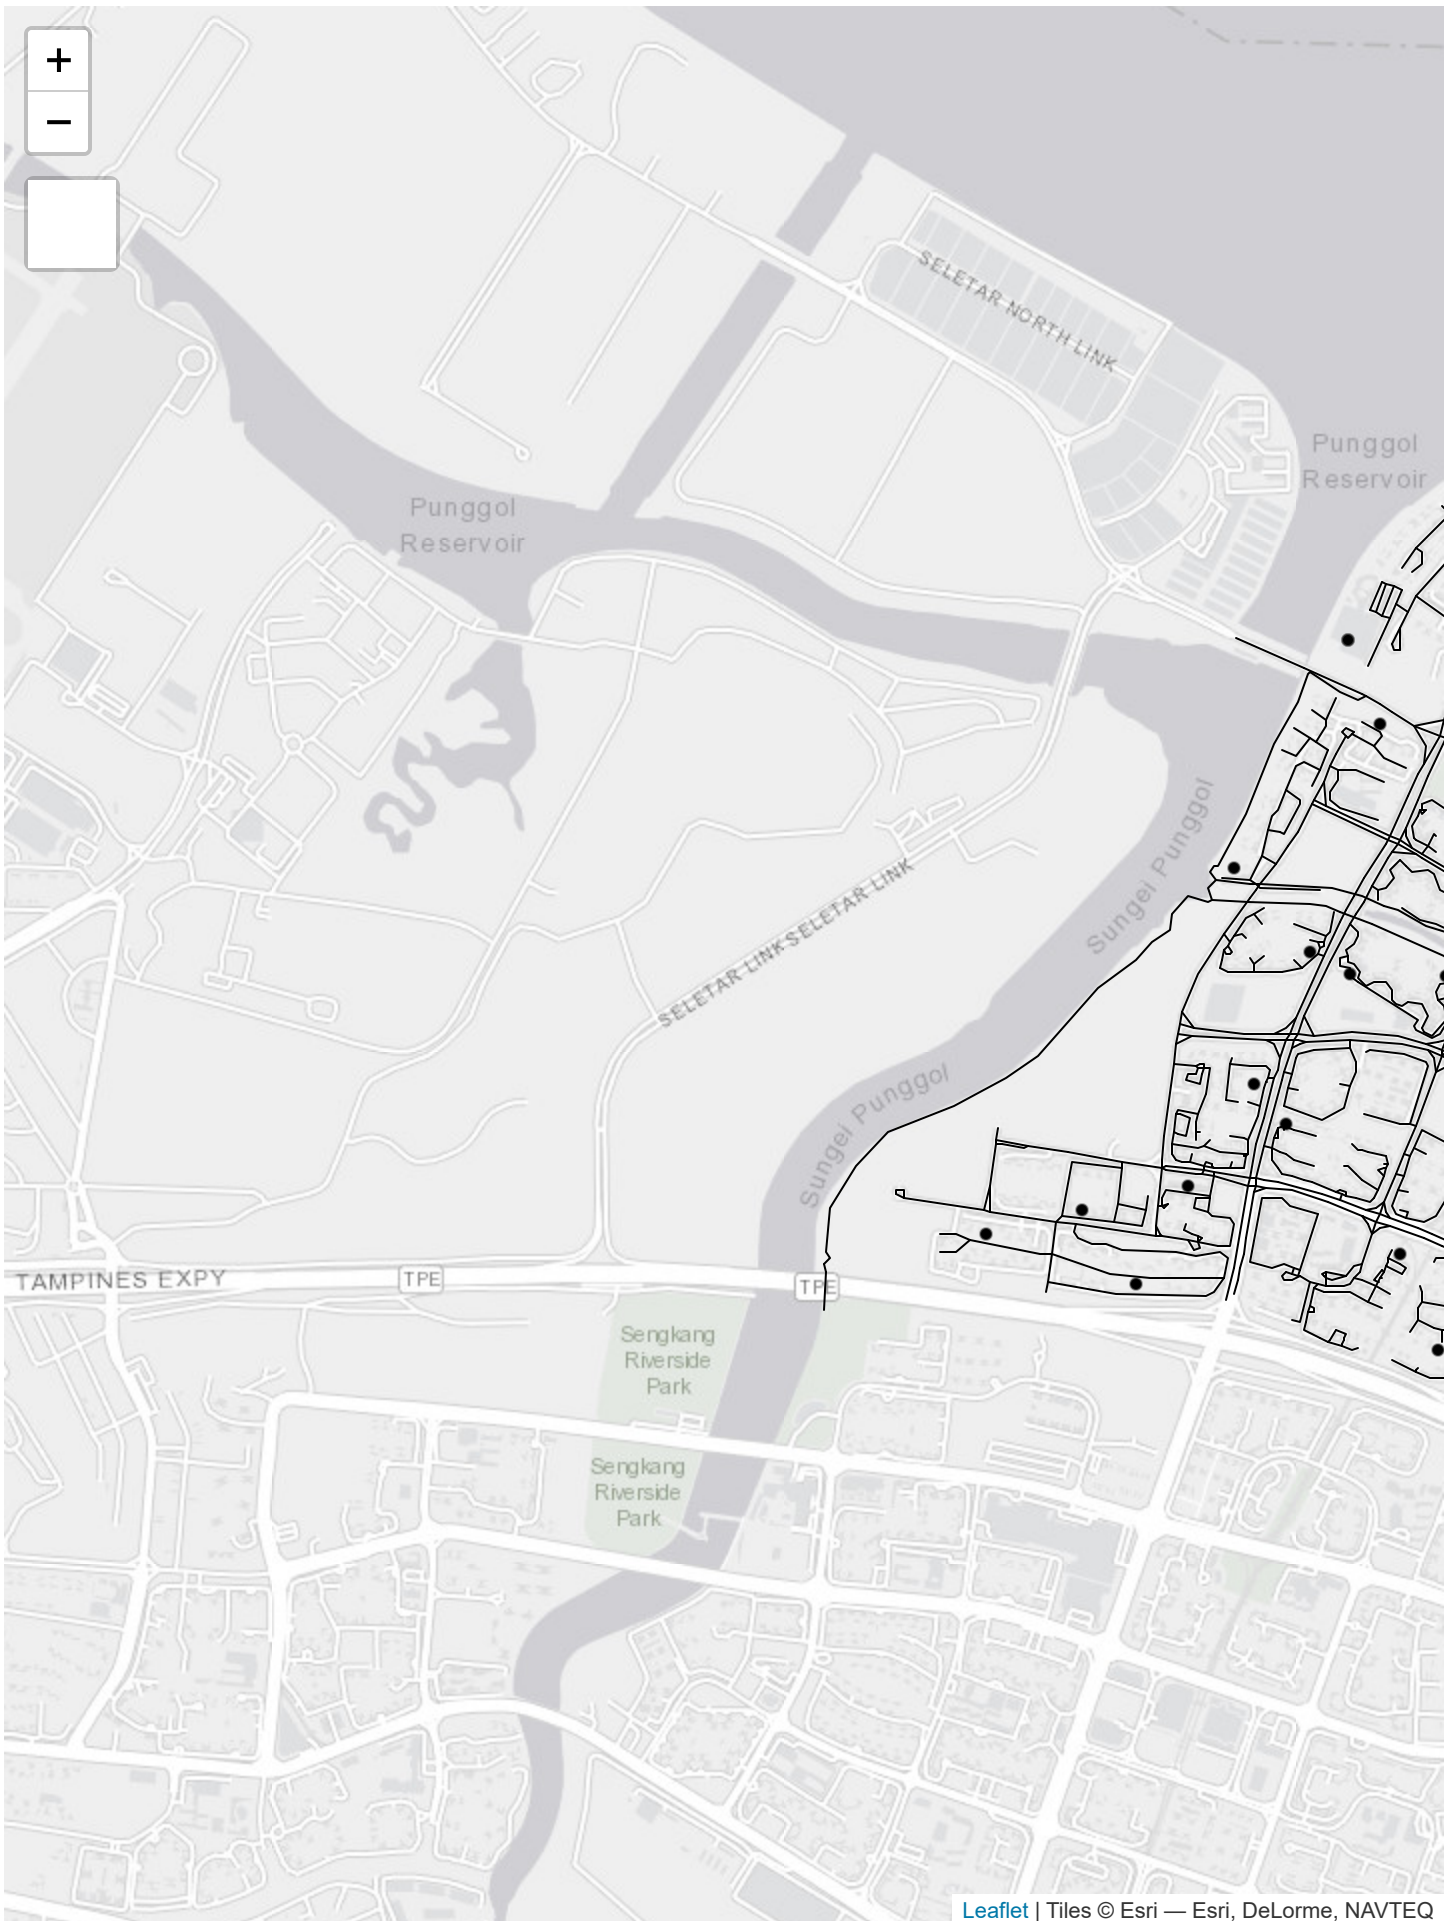 +
−
SELETAR NORTH LINK
Punggol
Reservoir
Punggol
Reservoir
Sungei Punggol
SELETAR LINK SELETAR LINK
Sungei Punggol
TAMPINES EXPY
TPE
TPE
Sengkang
Riverside
Park
Sengkang
Riverside
Park
Leaflet | Tiles © Esri — Esri, DeLorme, NAVTEQ